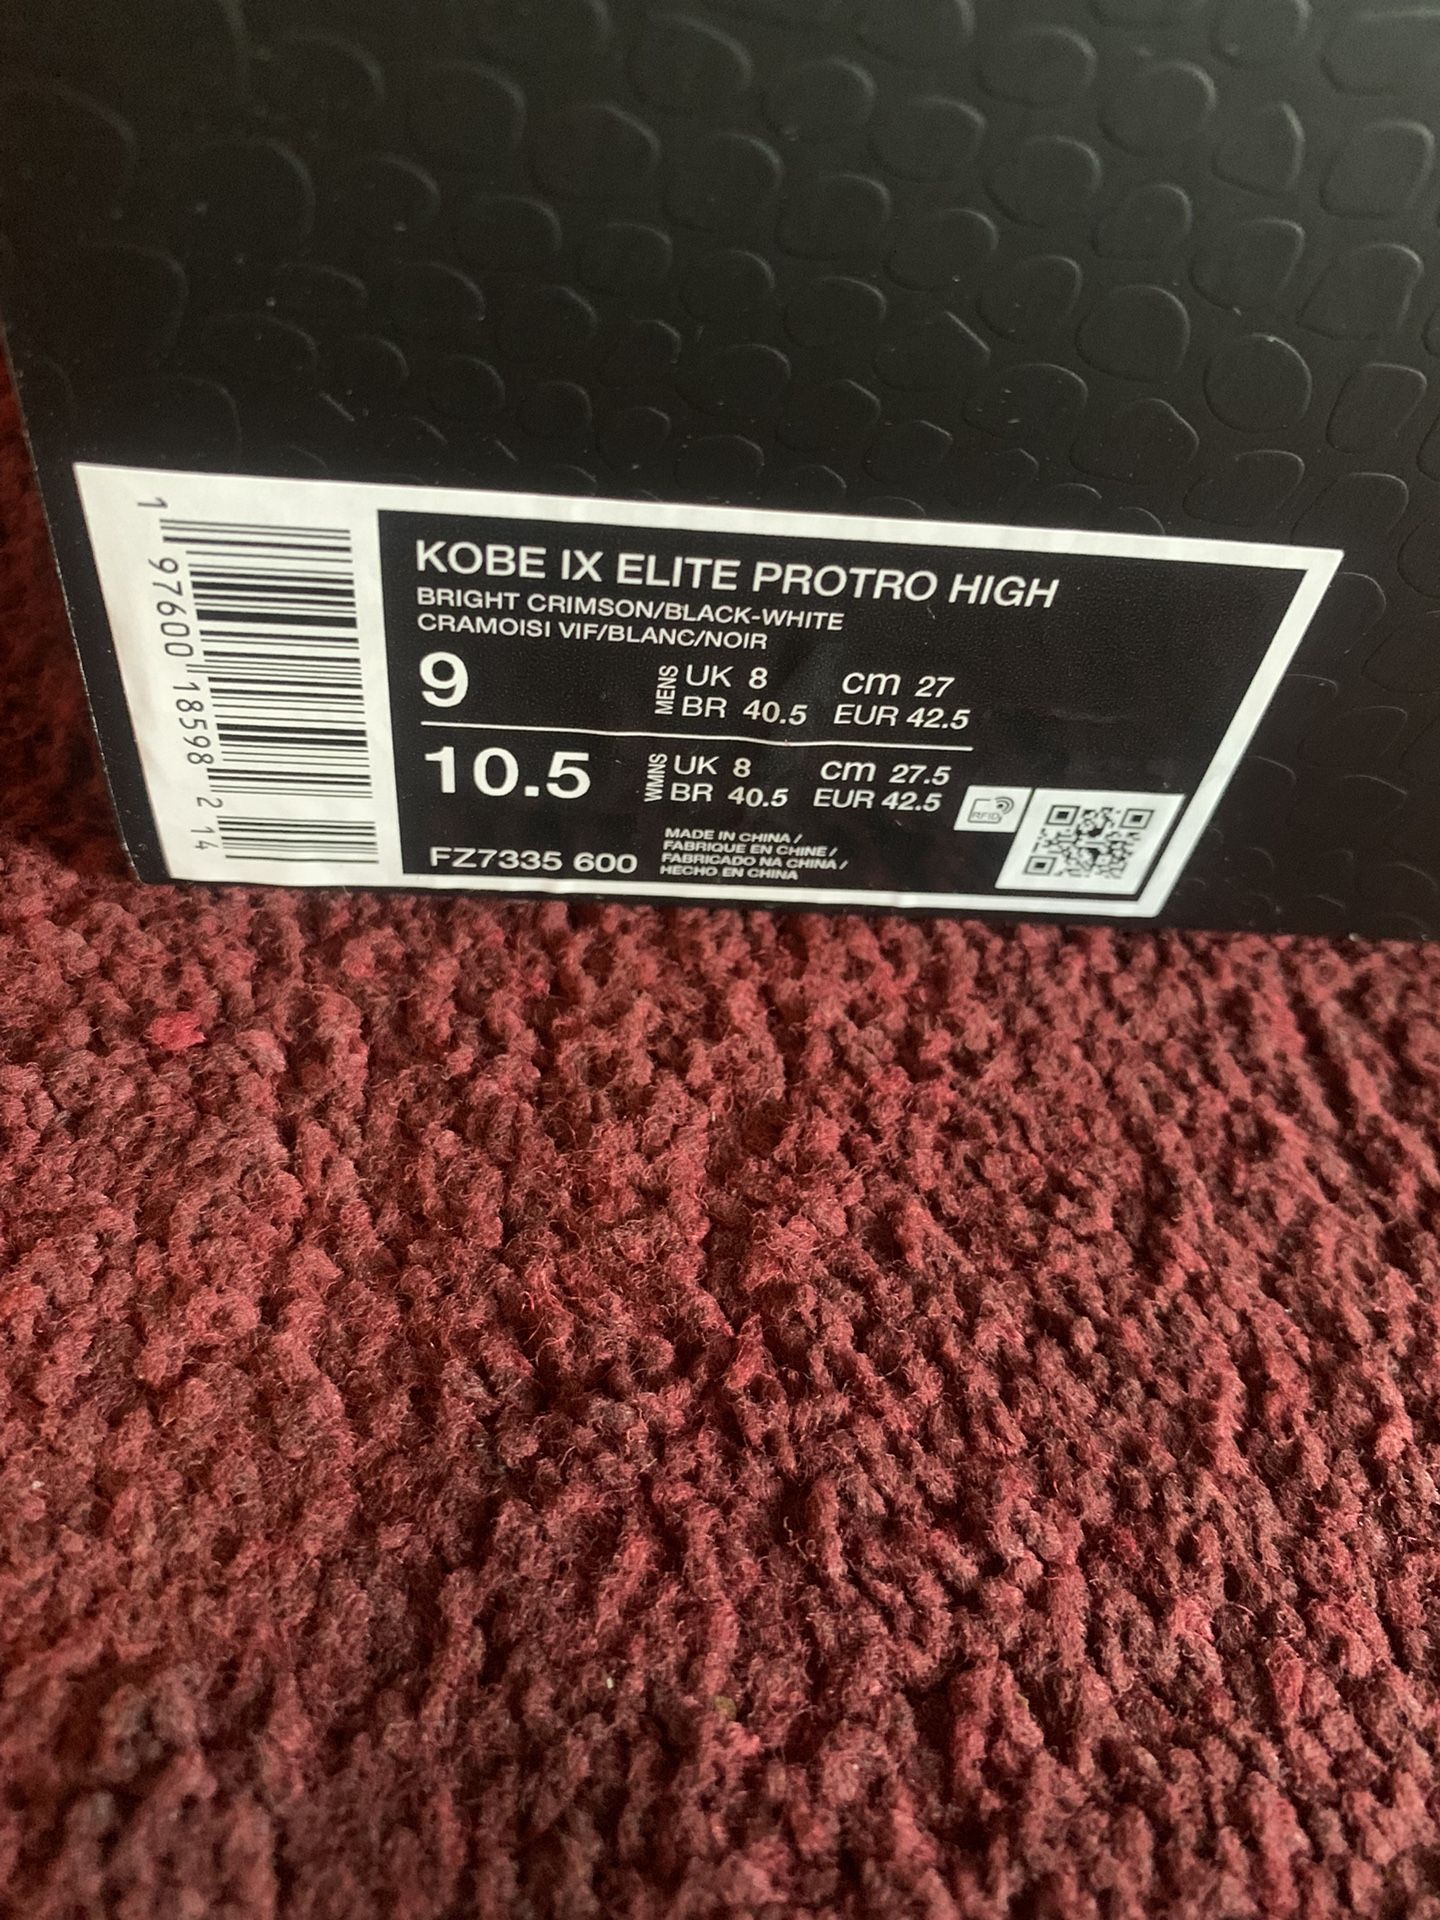 KOBE IX ELITE PROTRO HIGH
BRIGHT CRIMSON/BLACK-WHITE
CRAMOISI VIF/BLANC/NOIR
9 MENS UK 8 cm 27
BR 40.5 EUR 42.5
10.5 WMNS UK 8 cm 27.5
BR 40.5 EUR 42.5
RFID
FZ7335 600
MADE IN CHINA /
FABRIQUE EN CHINE /
FABRICADO NA CHINA /
HECHO EN CHINA
1 97600 18598 2 14